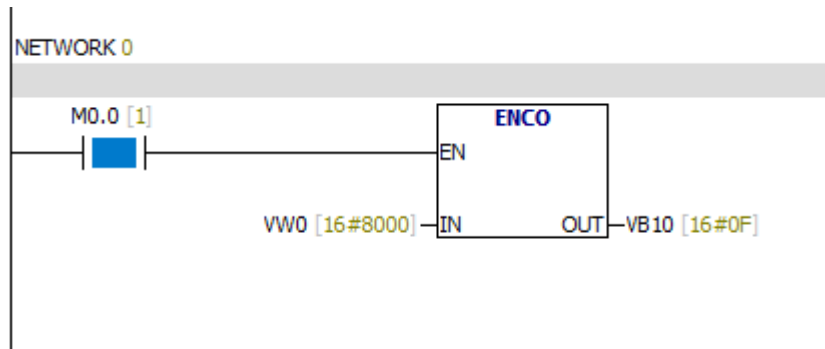 NETWORK 0
M0.0 [1]
ENCO
EN
VW0 [16#8000] IN OUT VB10 [16#0F]